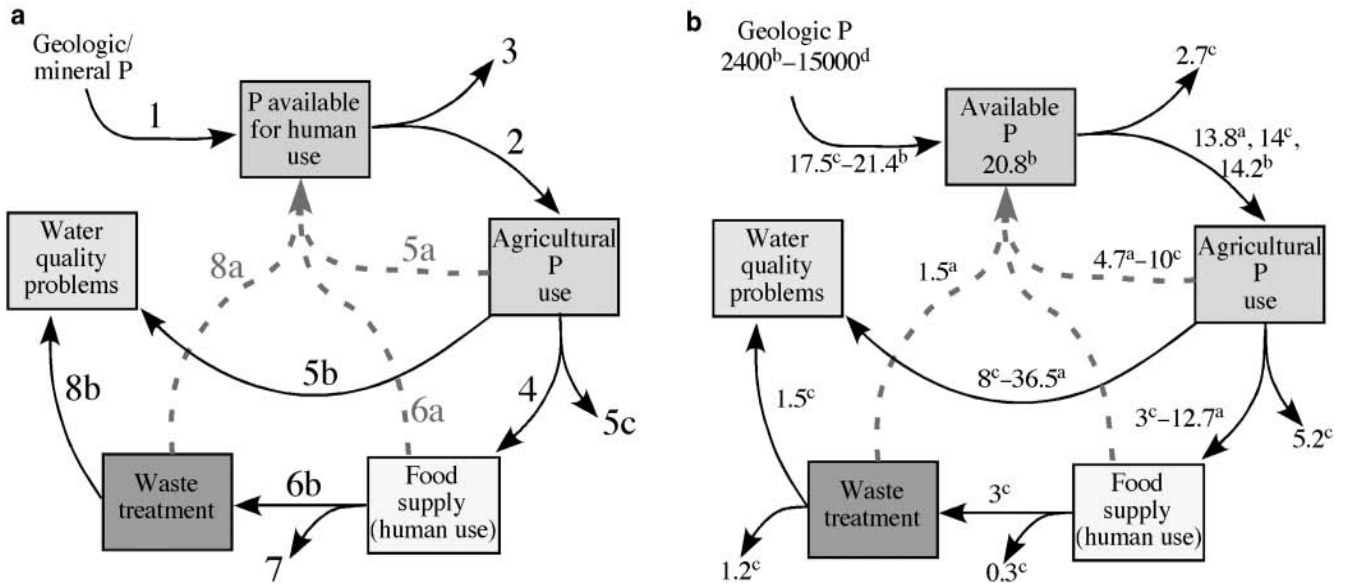 a
Geologic/
mineral P
1
P available
for human
use
3
2
Water
quality
problems
8a
5a
Agricultural
P
use
8b
5b
4
5c
6a
Waste
treatment
6b
7
Food
supply
(human use)
b
Geologic P
2400ᵇ–15000ᵈ
17.5ᶜ–21.4ᵇ
Available
P
20.8ᵇ
2.7ᶜ
13.8ᵃ, 14ᶜ,
14.2ᵇ
Water
quality
problems
1.5ᵃ
4.7ᵃ–10ᶜ
Agricultural
P
use
1.5ᶜ
8ᶜ–36.5ᵃ
3ᶜ–12.7ᵃ
5.2ᶜ
Waste
treatment
3ᶜ
Food
supply
(human use)
1.2ᶜ
0.3ᶜ